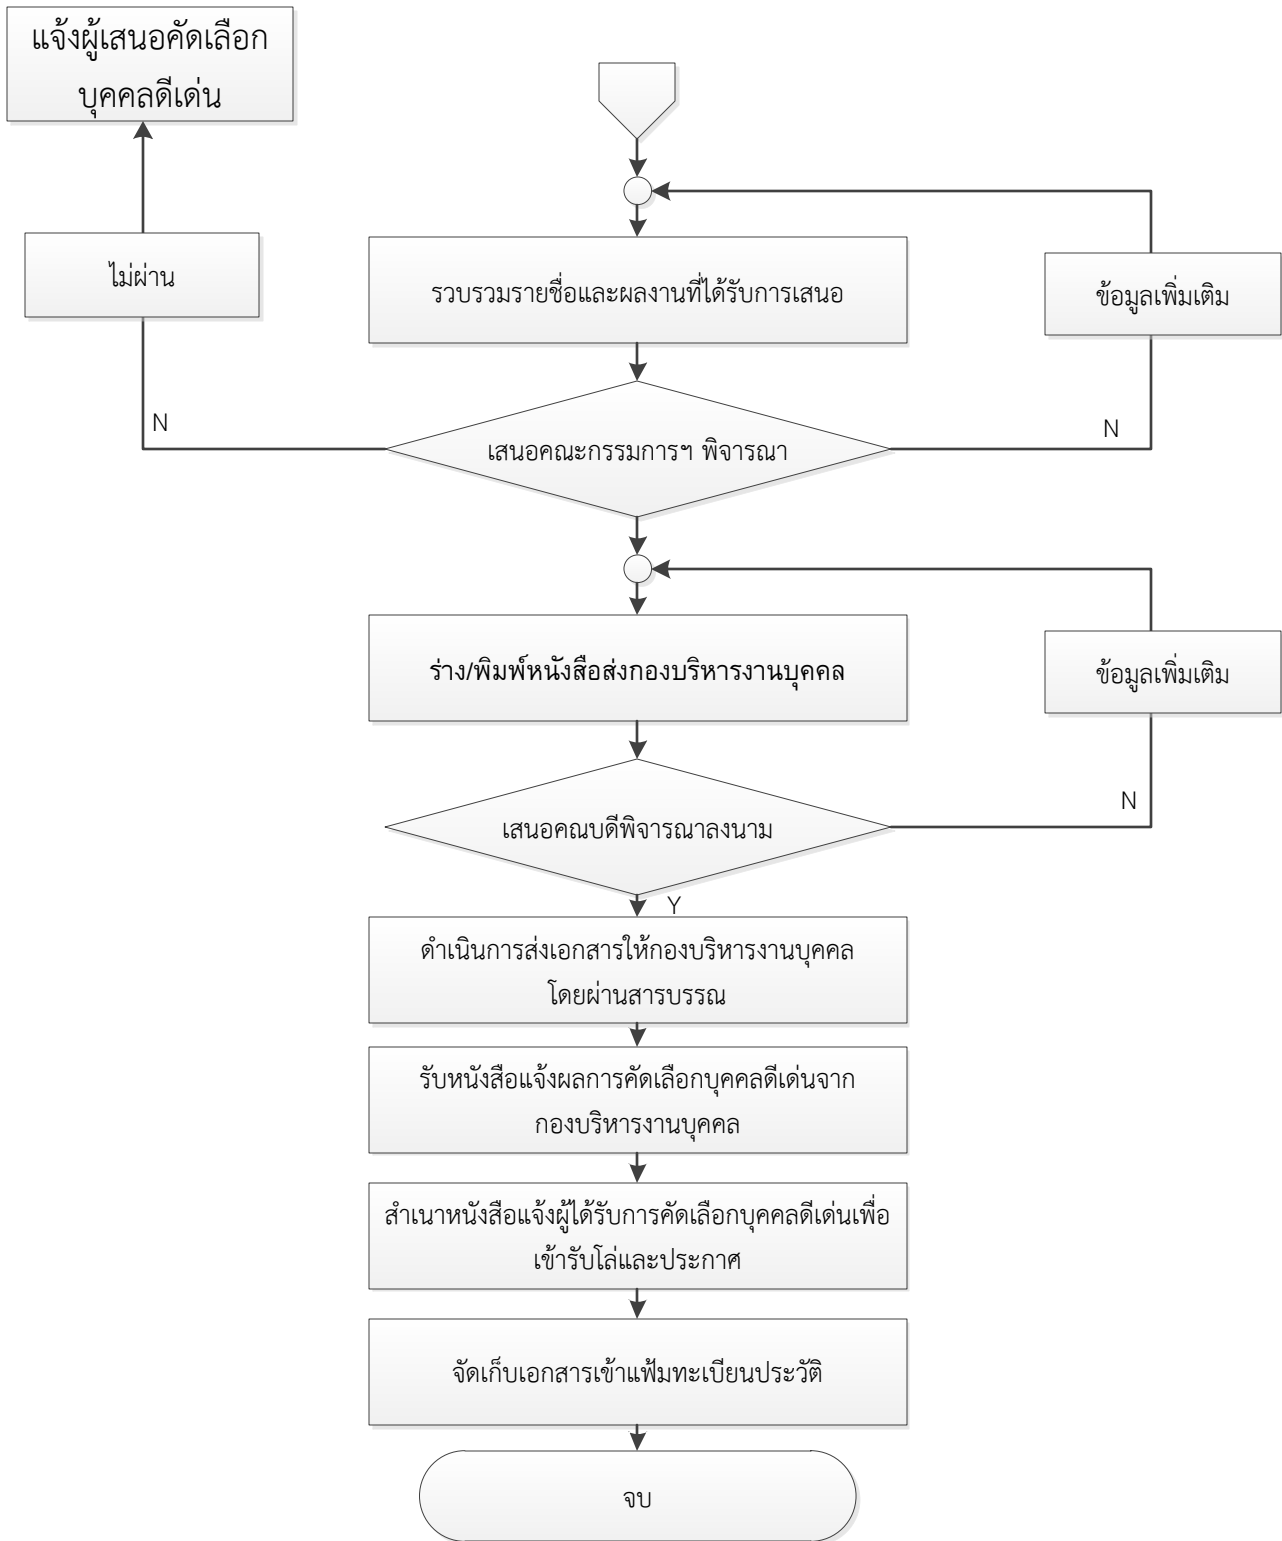 แจ้งผู้เสนอคัดเลือก
บุคคลดีเด่น
ไม่ผ่าน
รวบรวมรายชื่อและผลงานที่ได้รับการเสนอ
ข้อมูลเพิ่มเติม
N
N
เสนอคณะกรรมการฯ พิจารณา
ร่าง/พิมพ์หนังสือส่งกองบริหารงานบุคคล
ข้อมูลเพิ่มเติม
N
เสนอคณบดีพิจารณาลงนาม
Y
ดำเนินการส่งเอกสารให้กองบริหารงานบุคคล
โดยผ่านสารบรรณ
รับหนังสือแจ้งผลการคัดเลือกบุคคลดีเด่นจาก
กองบริหารงานบุคคล
สำเนาหนังสือแจ้งผู้ได้รับการคัดเลือกบุคคลดีเด่นเพื่อ
เข้ารับโล่และประกาศ
จัดเก็บเอกสารเข้าแฟ้มทะเบียนประวัติ
จบ